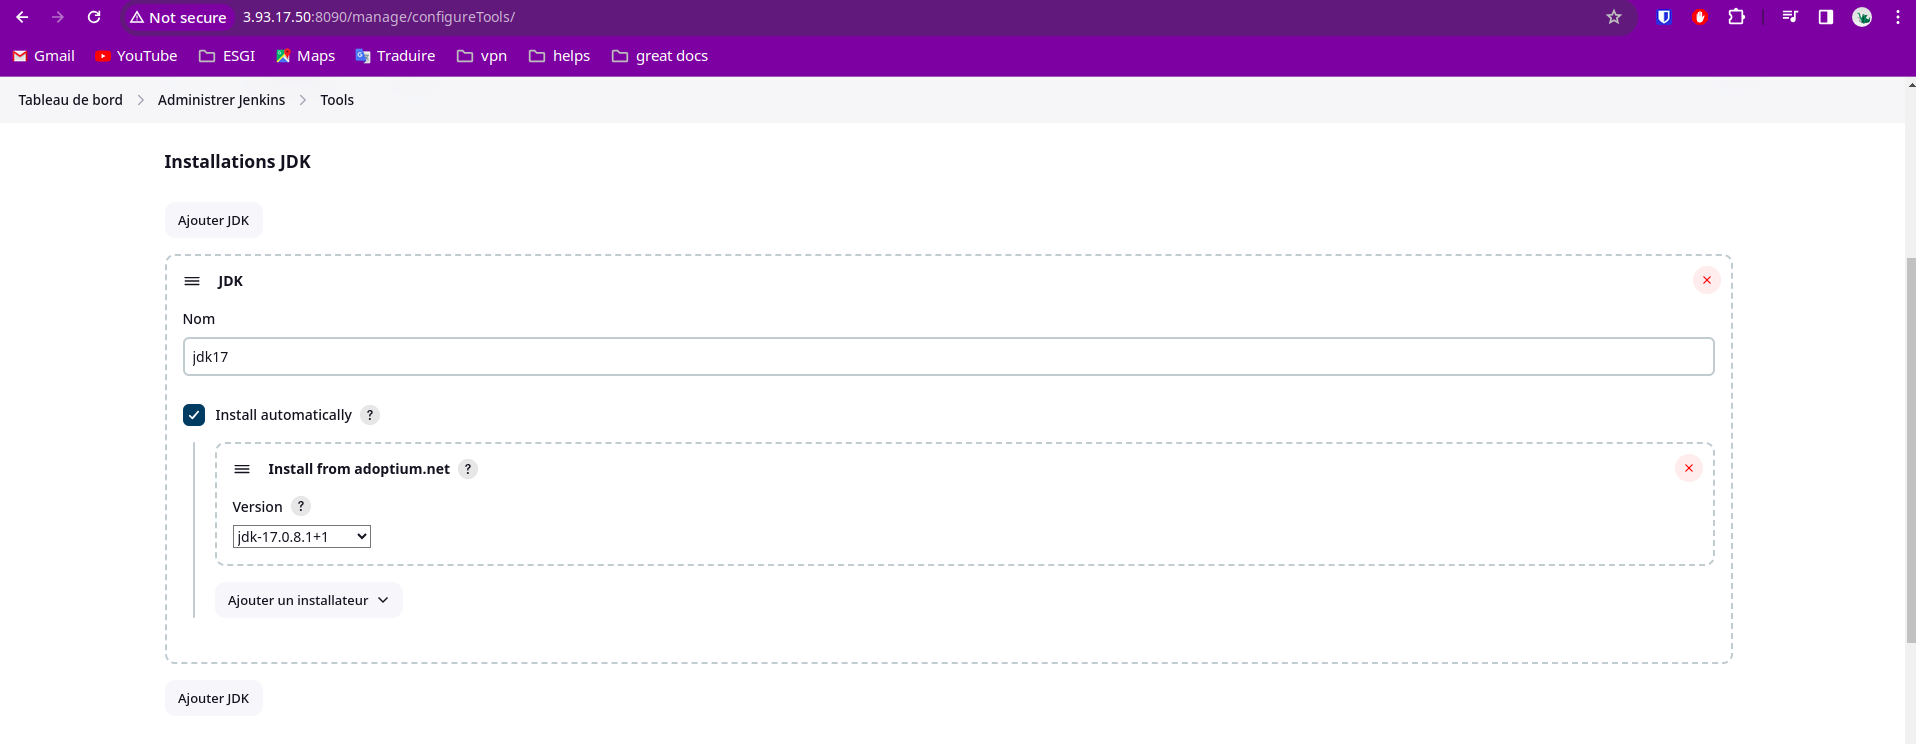 Not secure 3.93.17.50:8090/manage/configureTools/
Gmail YouTube ESGI Maps Traduire vpn helps great docs
Tableau de bord Administrer Jenkins Tools
Installations JDK
Ajouter JDK
JDK
Nom
jdk17
Install automatically ?
Install from adoptium.net ?
Version ?
jdk-17.0.8.1+1
Ajouter un installateur
Ajouter JDK